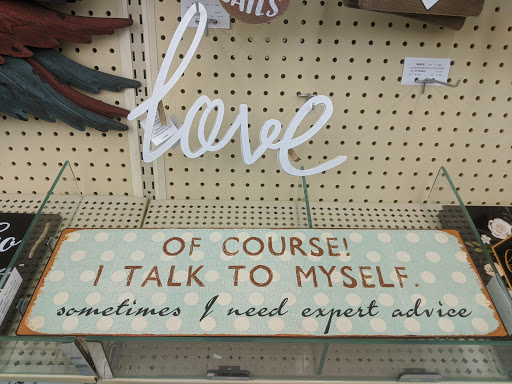 love
OF COURSE!
I TALK TO MYSELF.
sometimes I need expert advice